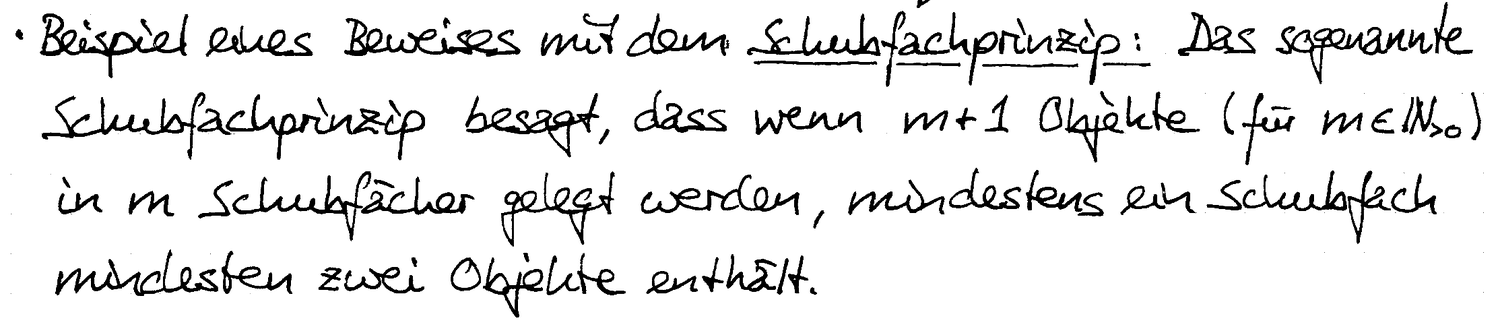 · Beispiel eines Beweises mit dem Schubfachprinzip: Das sogenannte
Schubfachprinzip besagt, dass wenn m+1 Objekte (für m∈ℕ>0)
in m Schubfächer gelegt werden, mindestens ein Schubfach
mindesten zwei Objekte enthält.